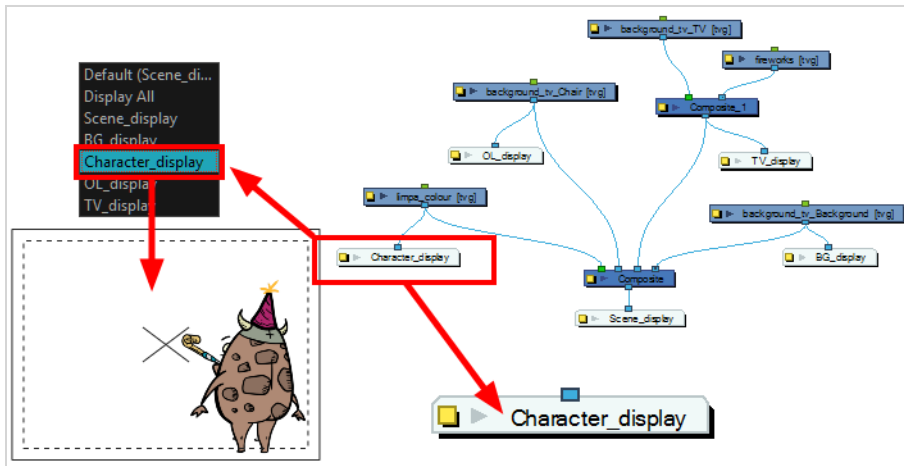 Default (Scene_di...
Display All
Scene_display
BG_display
Character_display
OL_display
TV_display
background_tv_TV [tvg]
fireworks [tvg]
background_tv_Chair [tvg]
Composite_1
OL_display
TV_display
limpa_colour [tvg]
background_tv_Background [tvg]
Character_display
BG_display
Composite
Scene_display
Character_display